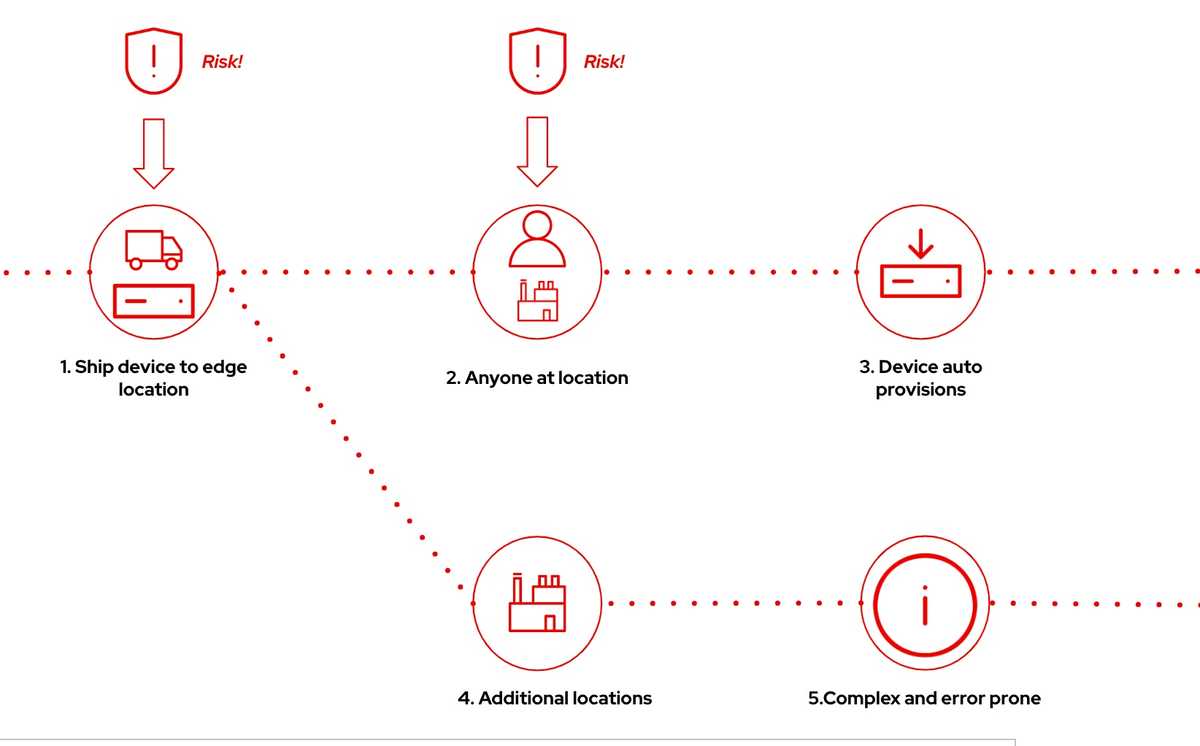 Risk!
Risk!
1. Ship device to edge
location
2. Anyone at location
3. Device auto
provisions
4. Additional locations
5.Complex and error prone